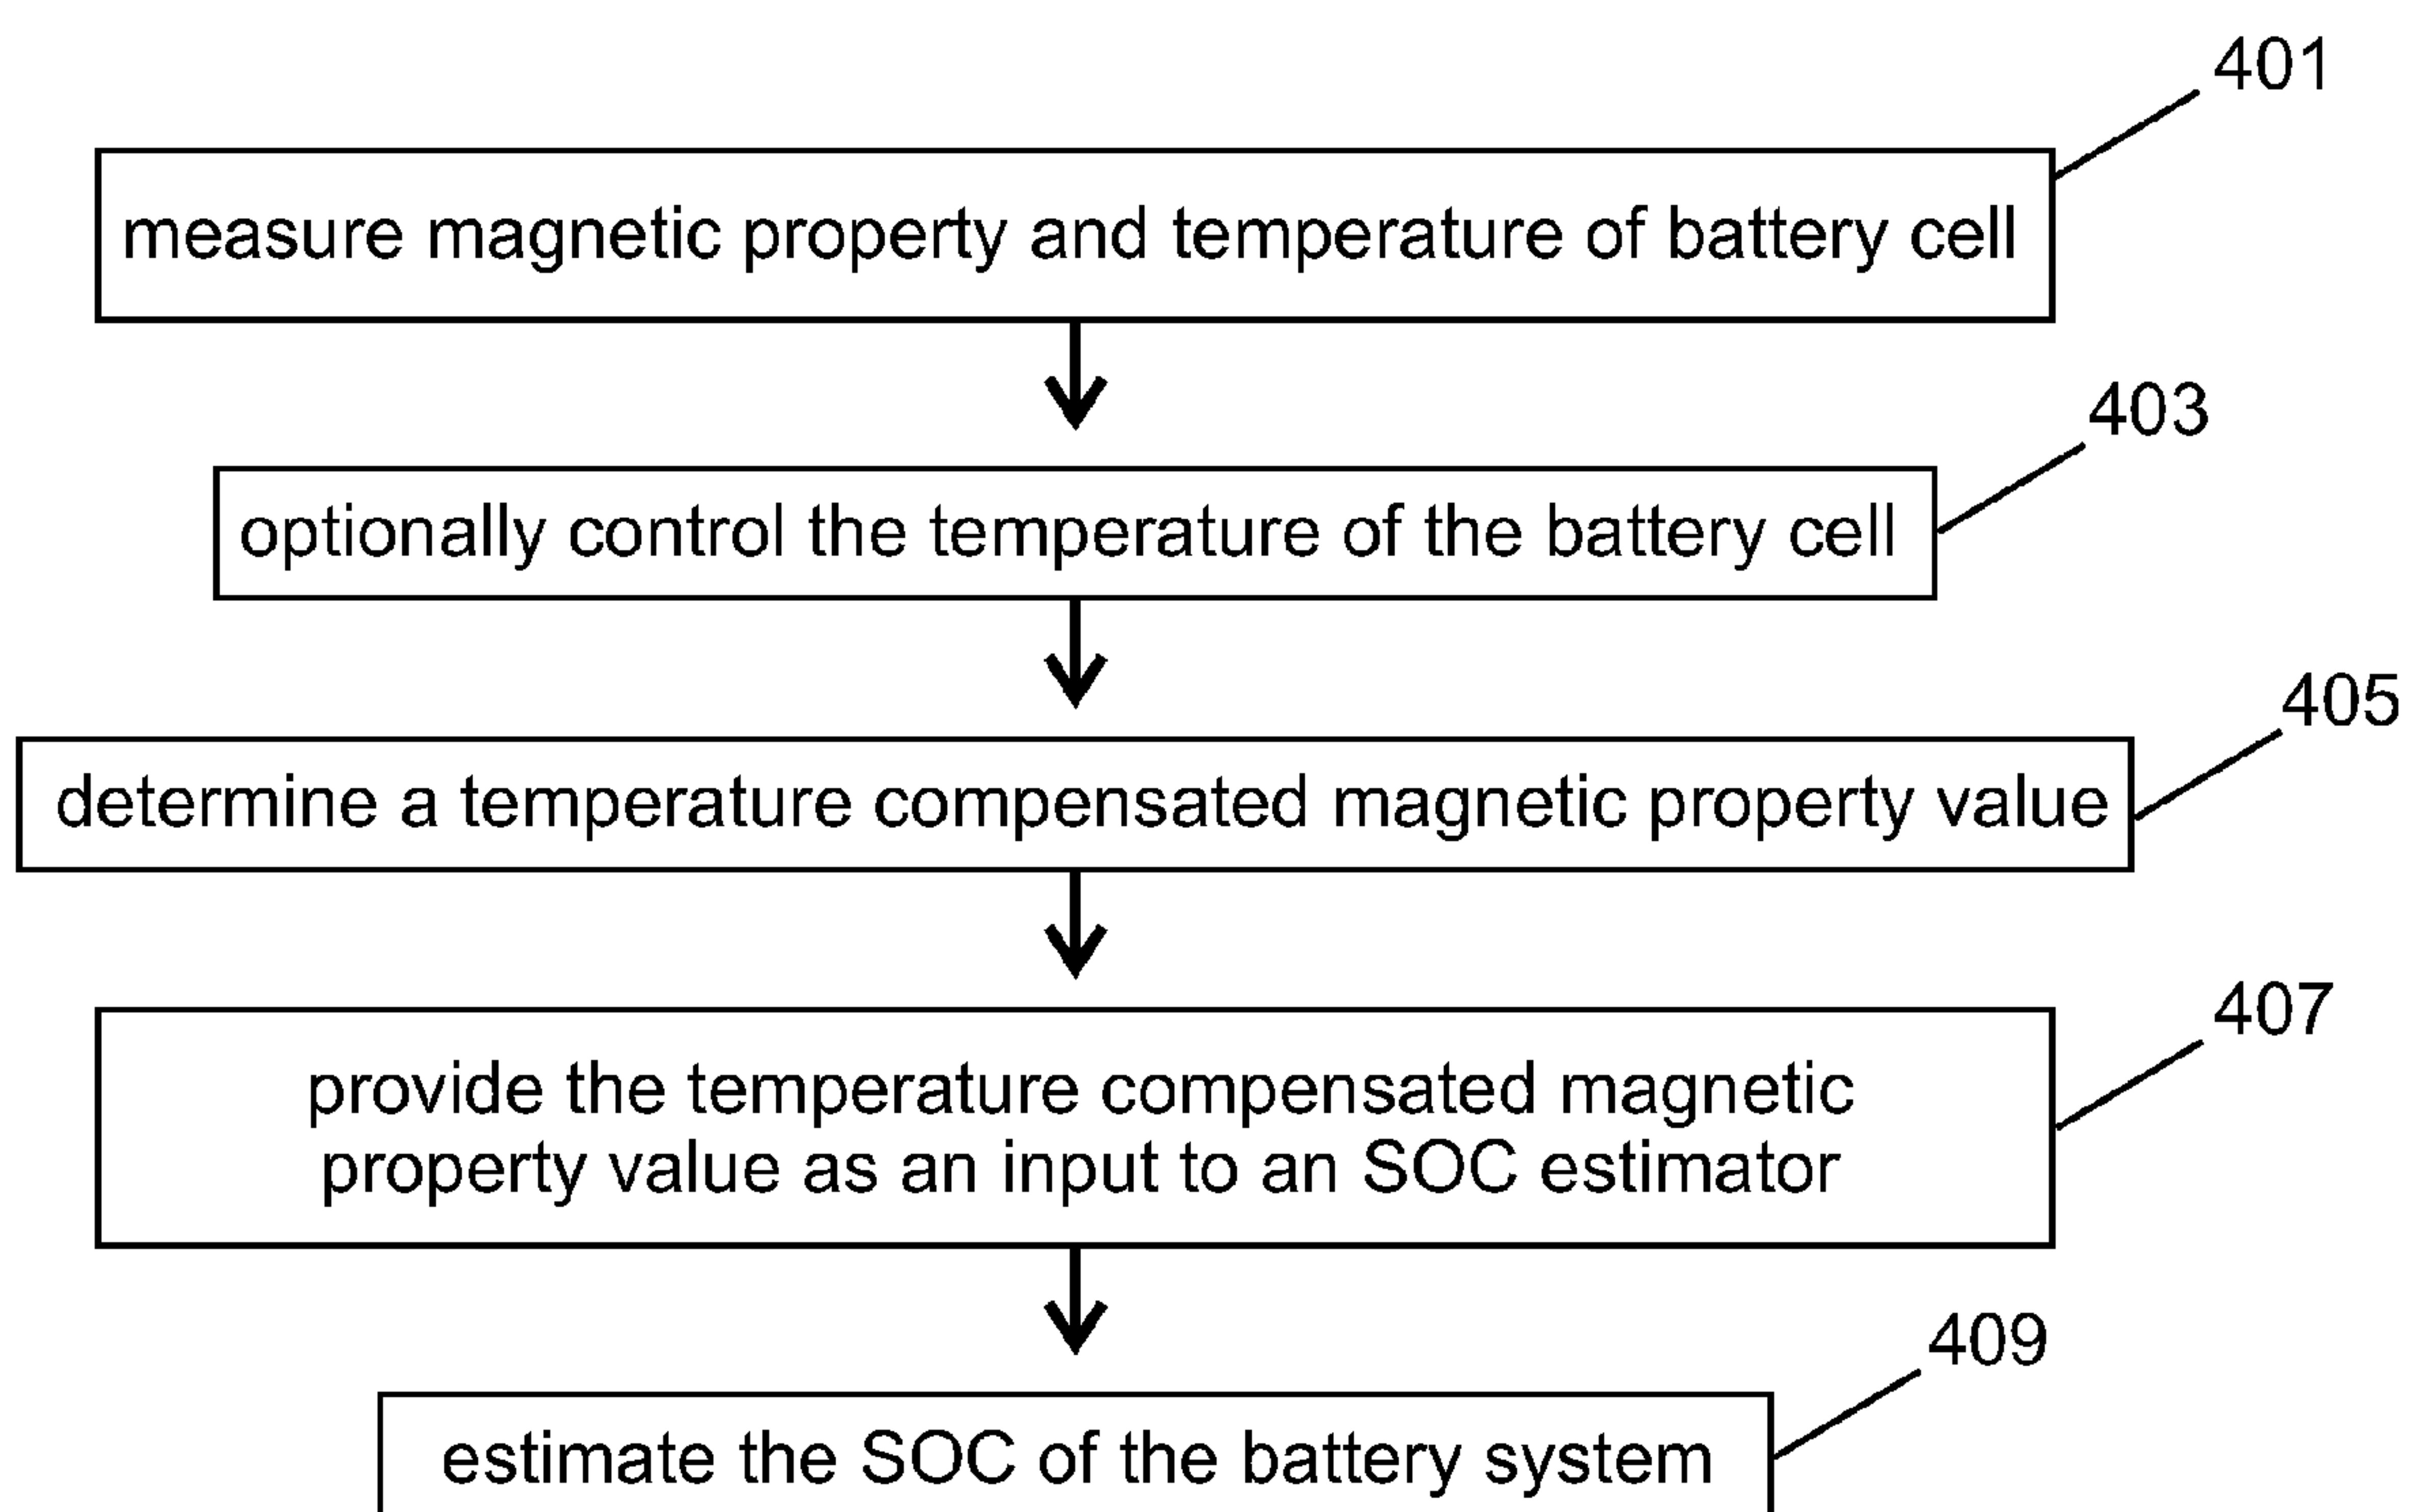 401
measure magnetic property and temperature of battery cell
403
optionally control the temperature of the battery cell
405
determine a temperature compensated magnetic property value
407
provide the temperature compensated magnetic
property value as an input to an SOC estimator
409
estimate the SOC of the battery system